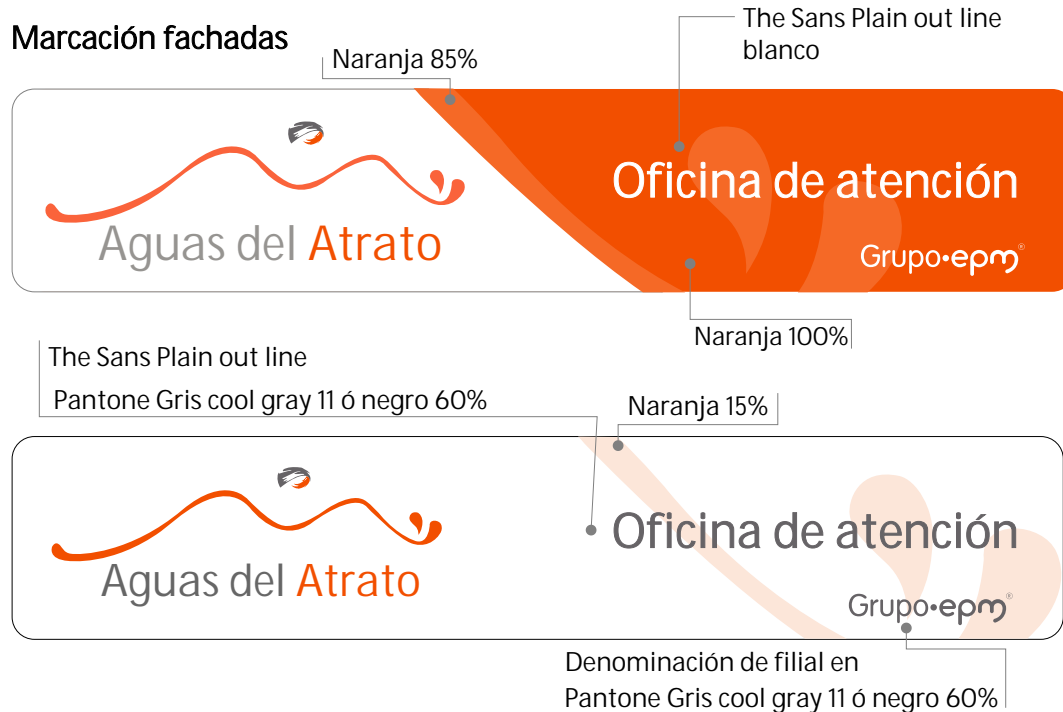 Marcación fachadas
The Sans Plain out line
blanco
Naranja 85%
Oficina de atención
Aguas del Atrato
Grupo•epm®
Naranja 100%
The Sans Plain out line
Pantone Gris cool gray 11 ó negro 60%
Naranja 15%
Oficina de atención
Aguas del Atrato
Grupo•epm®
Denominación de filial en
Pantone Gris cool gray 11 ó negro 60%